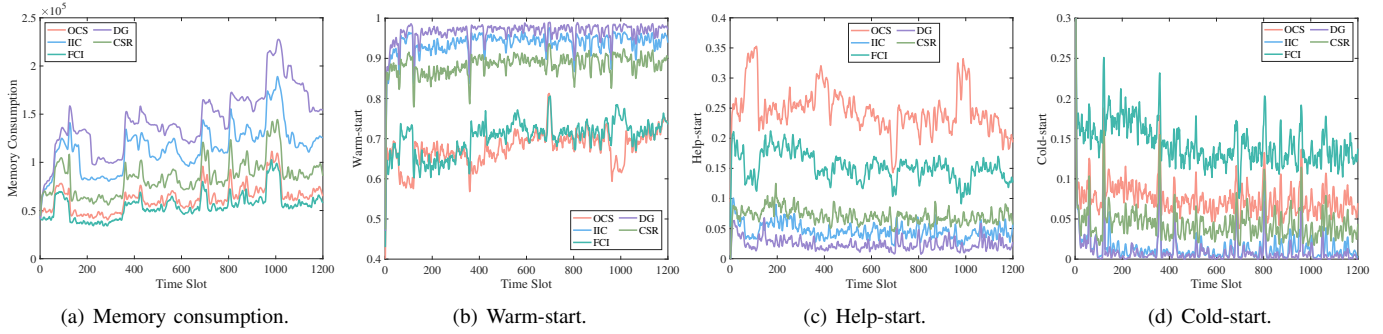 ×10⁵
2.5
2
1.5
1
0.5
0
Memory Consumption
OCS
DG
IIC
CSR
FCI
0 200 400 600 800 1000 1200
Time Slot
(a) Memory consumption.
1
0.9
0.8
0.7
0.6
0.5
0.4
Warm-start
OCS
DG
IIC
CSR
FCI
0 200 400 600 800 1000 1200
Time Slot
(b) Warm-start.
0.4
0.35
0.3
0.25
0.2
0.15
0.1
0.05
0
Help-start
OCS
DG
IIC
CSR
FCI
0 200 400 600 800 1000 1200
Time Slot
(c) Help-start.
0.3
0.25
0.2
0.15
0.1
0.05
0
Cold-start
OCS
DG
IIC
CSR
FCI
0 200 400 600 800 1000 1200
Time Slot
(d) Cold-start.